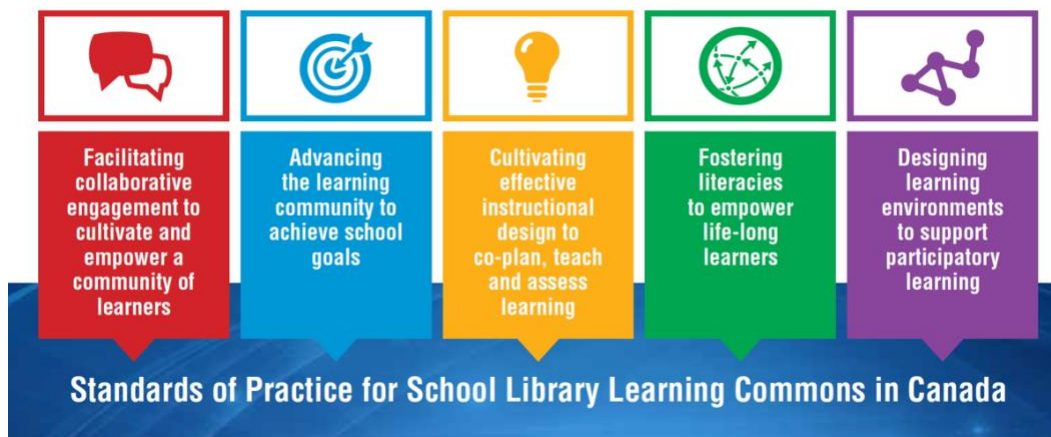 Facilitating
collaborative
engagement to
cultivate and
empower a
community of
learners
Advancing
the learning
community to
achieve school
goals
Cultivating
effective
instructional
design to
co-plan, teach
and assess
learning
Fostering
literacies
to empower
life-long
learners
Designing
learning
environments
to support
participatory
learning
Standards of Practice for School Library Learning Commons in Canada